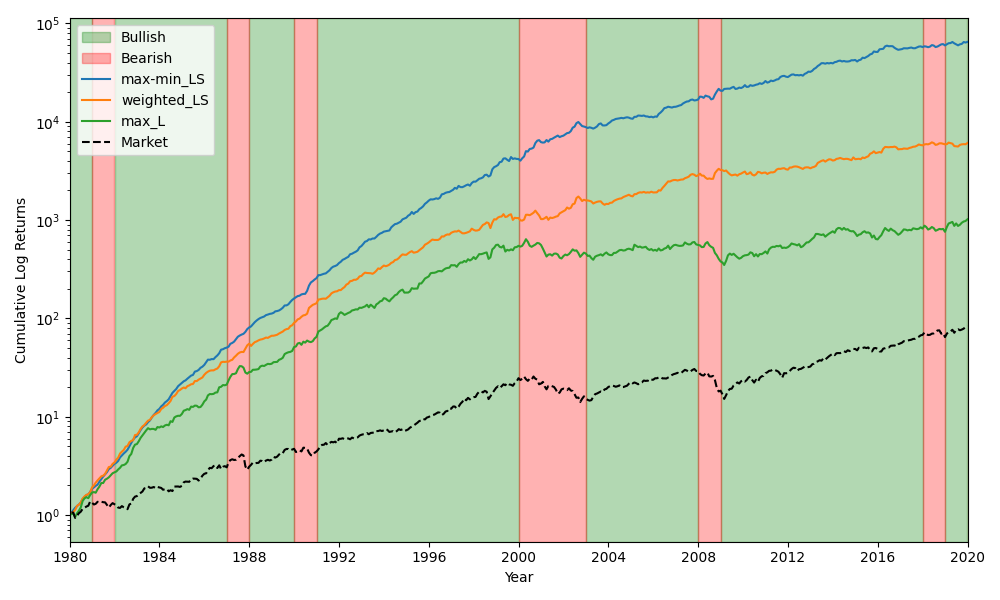 Cumulative Log Returns
10^5
10^4
10^3
10^2
10^1
10^0
Bullish
Bearish
max-min_LS
weighted_LS
max_L
Market
1980 1984 1988 1992 1996 2000 2004 2008 2012 2016 2020
Year